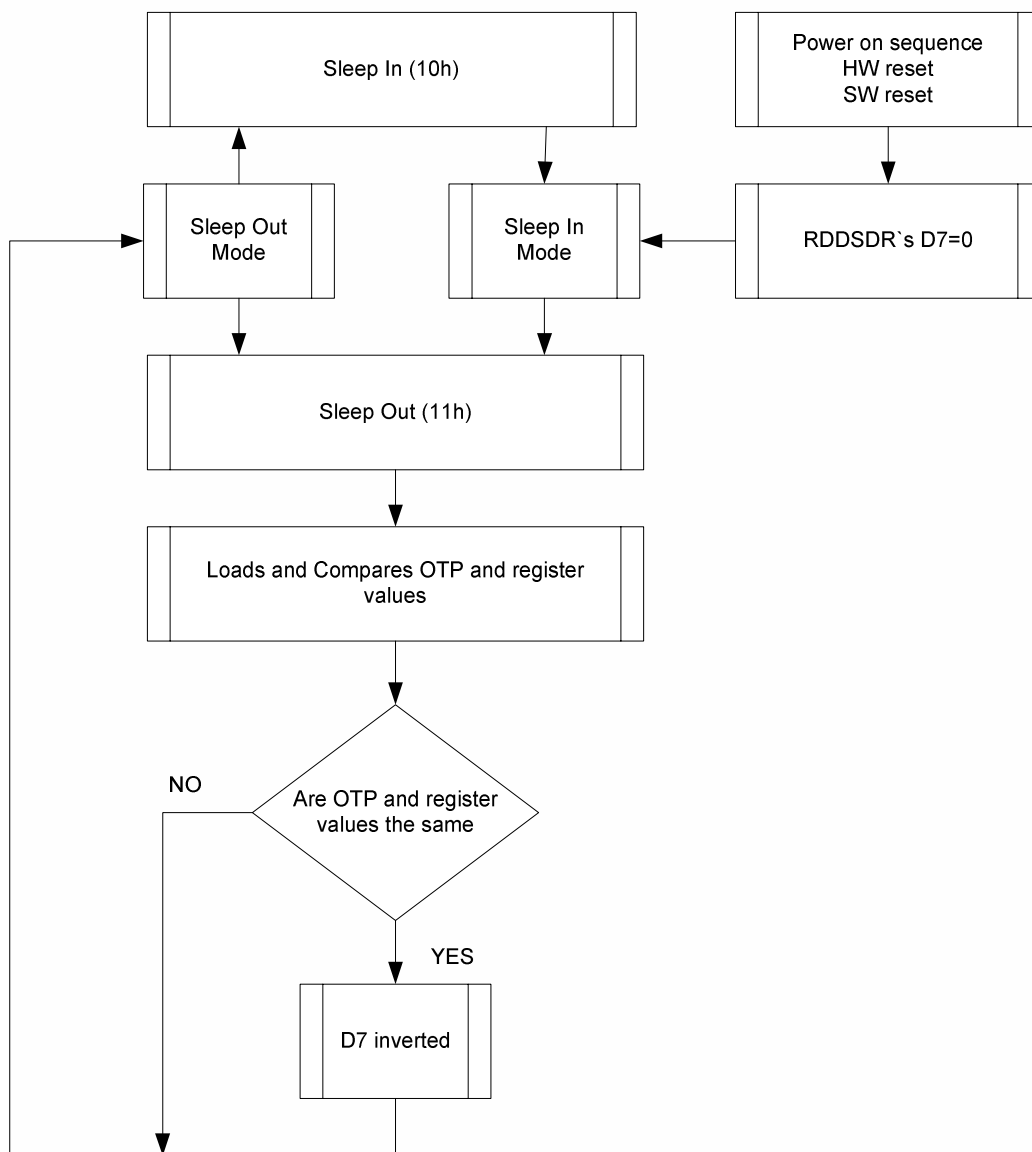 Sleep In (10h)
Power on sequence
HW reset
SW reset
Sleep Out
Mode
Sleep In
Mode
RDDSDR`s D7=0
Sleep Out (11h)
Loads and Compares OTP and register
values
NO
Are OTP and register
values the same
YES
D7 inverted